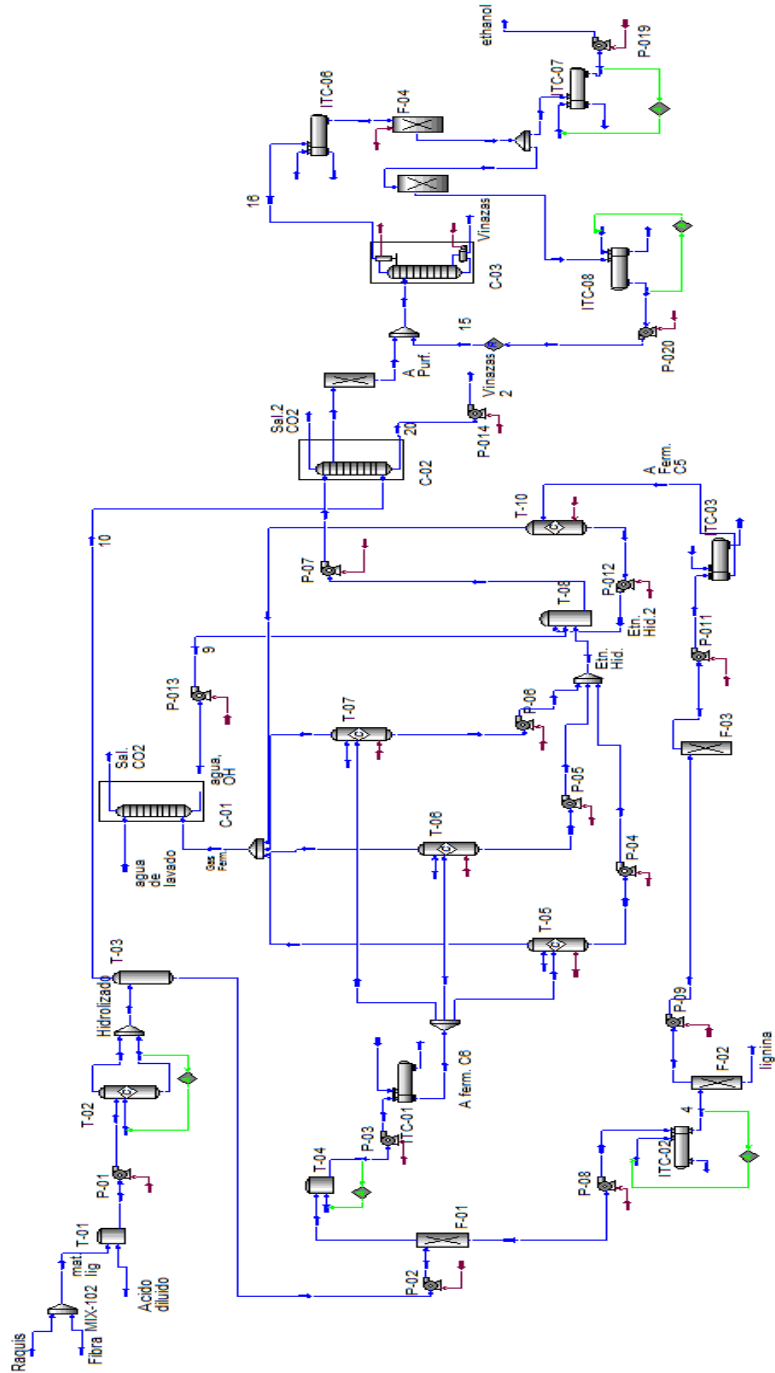 Raquis
Fibra
MIX-102
mat. lig
Acido diluido
T-01
P-01
T-02
Hidrolizado
T-03
10
agua de lavado
C-01
Sal. CO2
agua, OH
P-013
9
Gas Ferm.
T-04
P-03
ITC-01
A ferm. C6
P-02
F-01
T-05
T-06
T-07
P-04
P-05
P-06
Etn. Hid.
T-08
P-07
Etn. Hid.2
P-012
T-10
A Ferm. C5
ITC-03
P-011
F-03
P-09
F-02
lignina
4
ITC-02
P-08
C-02
Sal.2 CO2
20
P-014
Vinazas 2
A Purf.
15
C-03
Vinazas
16
ITC-06
F-04
ITC-07
P-019
ethanol
ITC-08
P-020
R
C
C
C
C
C